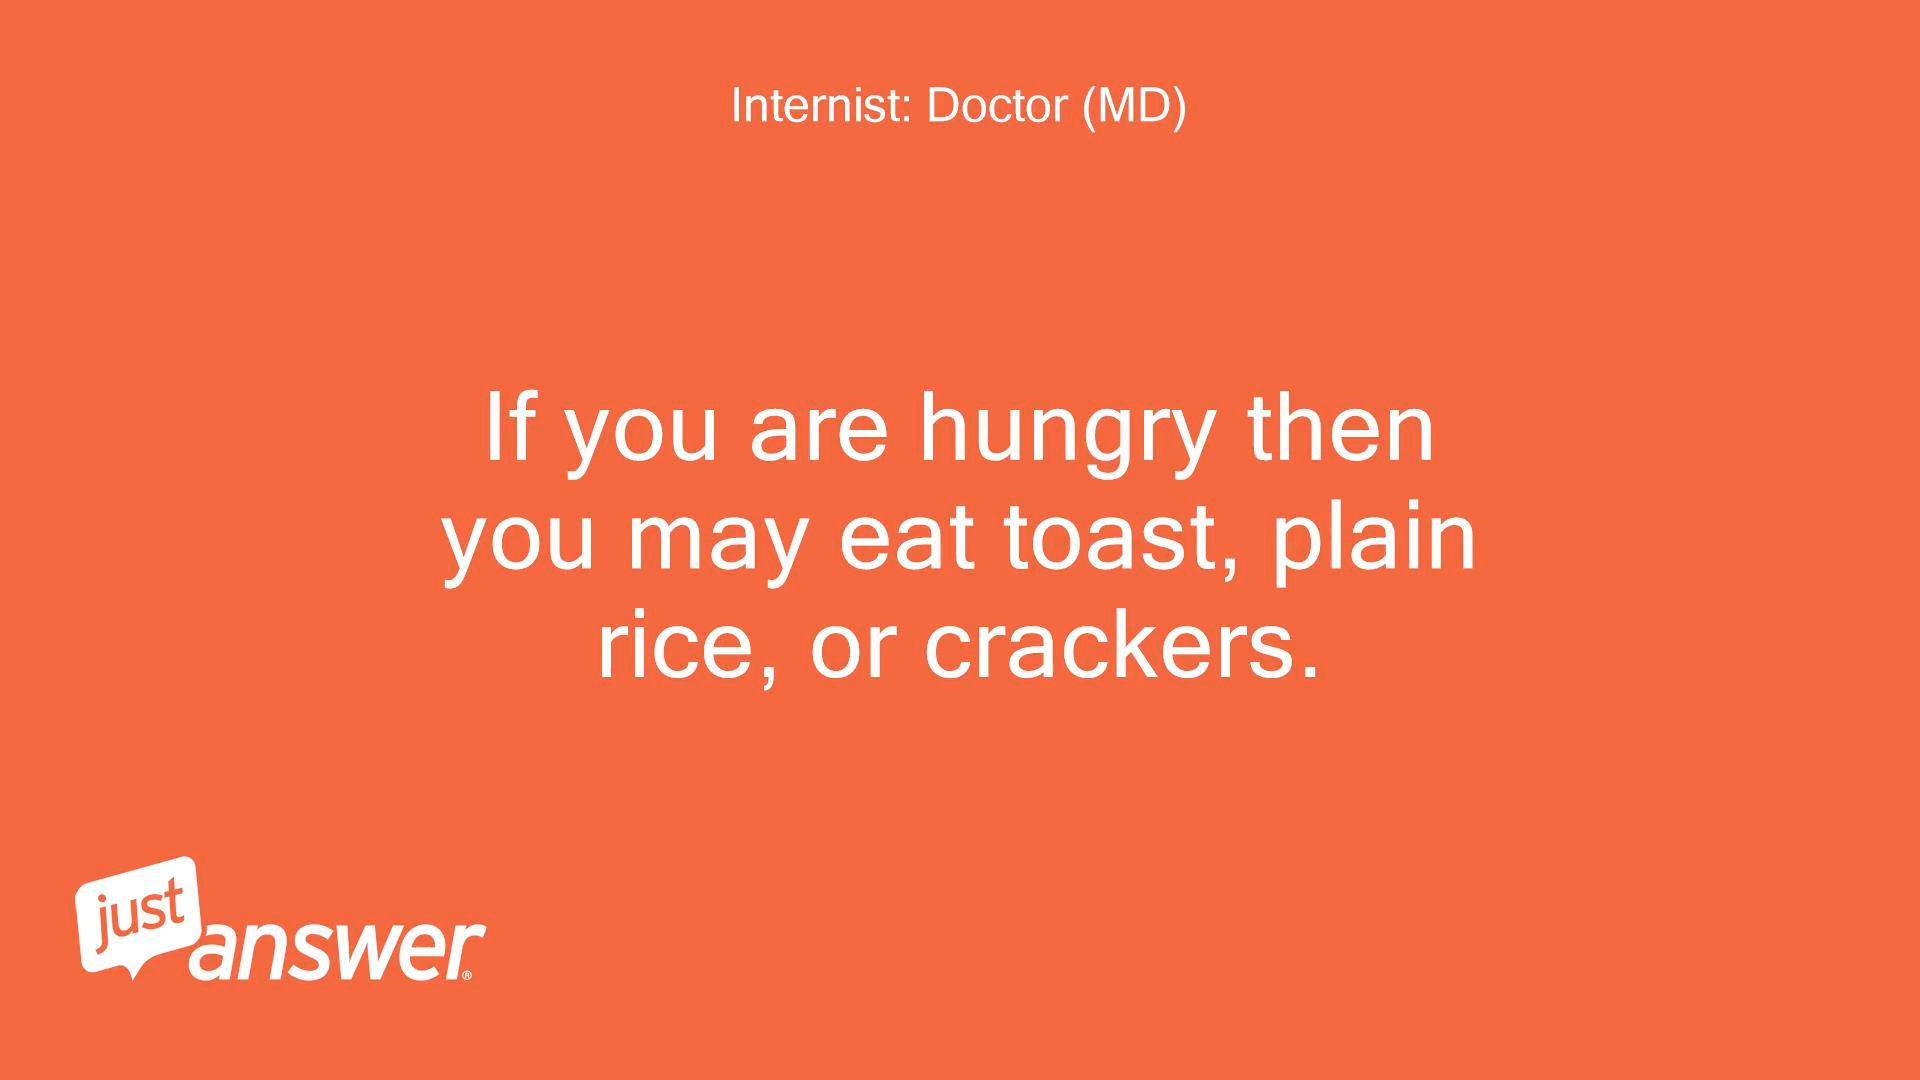 Internist: Doctor (MD)
If you are hungry then
you may eat toast, plain
rice, or crackers.
just
answer®